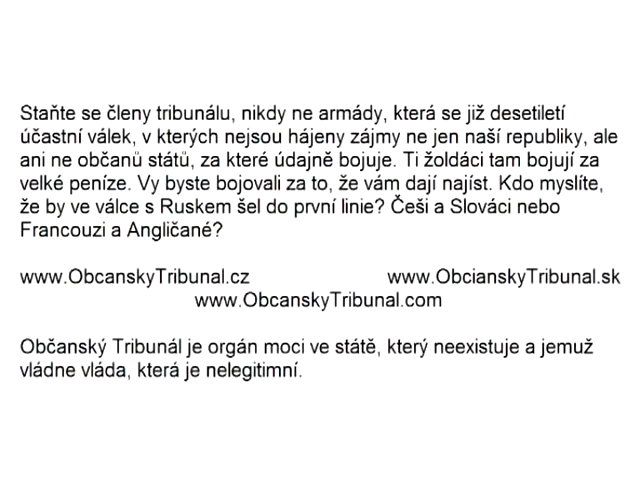 Staňte se členy tribunálu, nikdy ne armády, která se již desetiletí
účastní válek, v kterých nejsou hájeny zájmy ne jen naší republiky, ale
ani ne občanů států, za které údajně bojuje. Ti žoldáci tam bojují za
velké peníze. Vy byste bojovali za to, že vám dají najíst. Kdo myslíte,
že by ve válce s Ruskem šel do první linie? Češi a Slováci nebo
Francouzi a Angličané?
www.ObcanskyTribunal.cz www.ObcianskyTribunal.sk
www.ObcanskyTribunal.com
Občanský Tribunál je orgán moci ve státě, který neexistuje a jemuž
vládne vláda, která je nelegitimní.